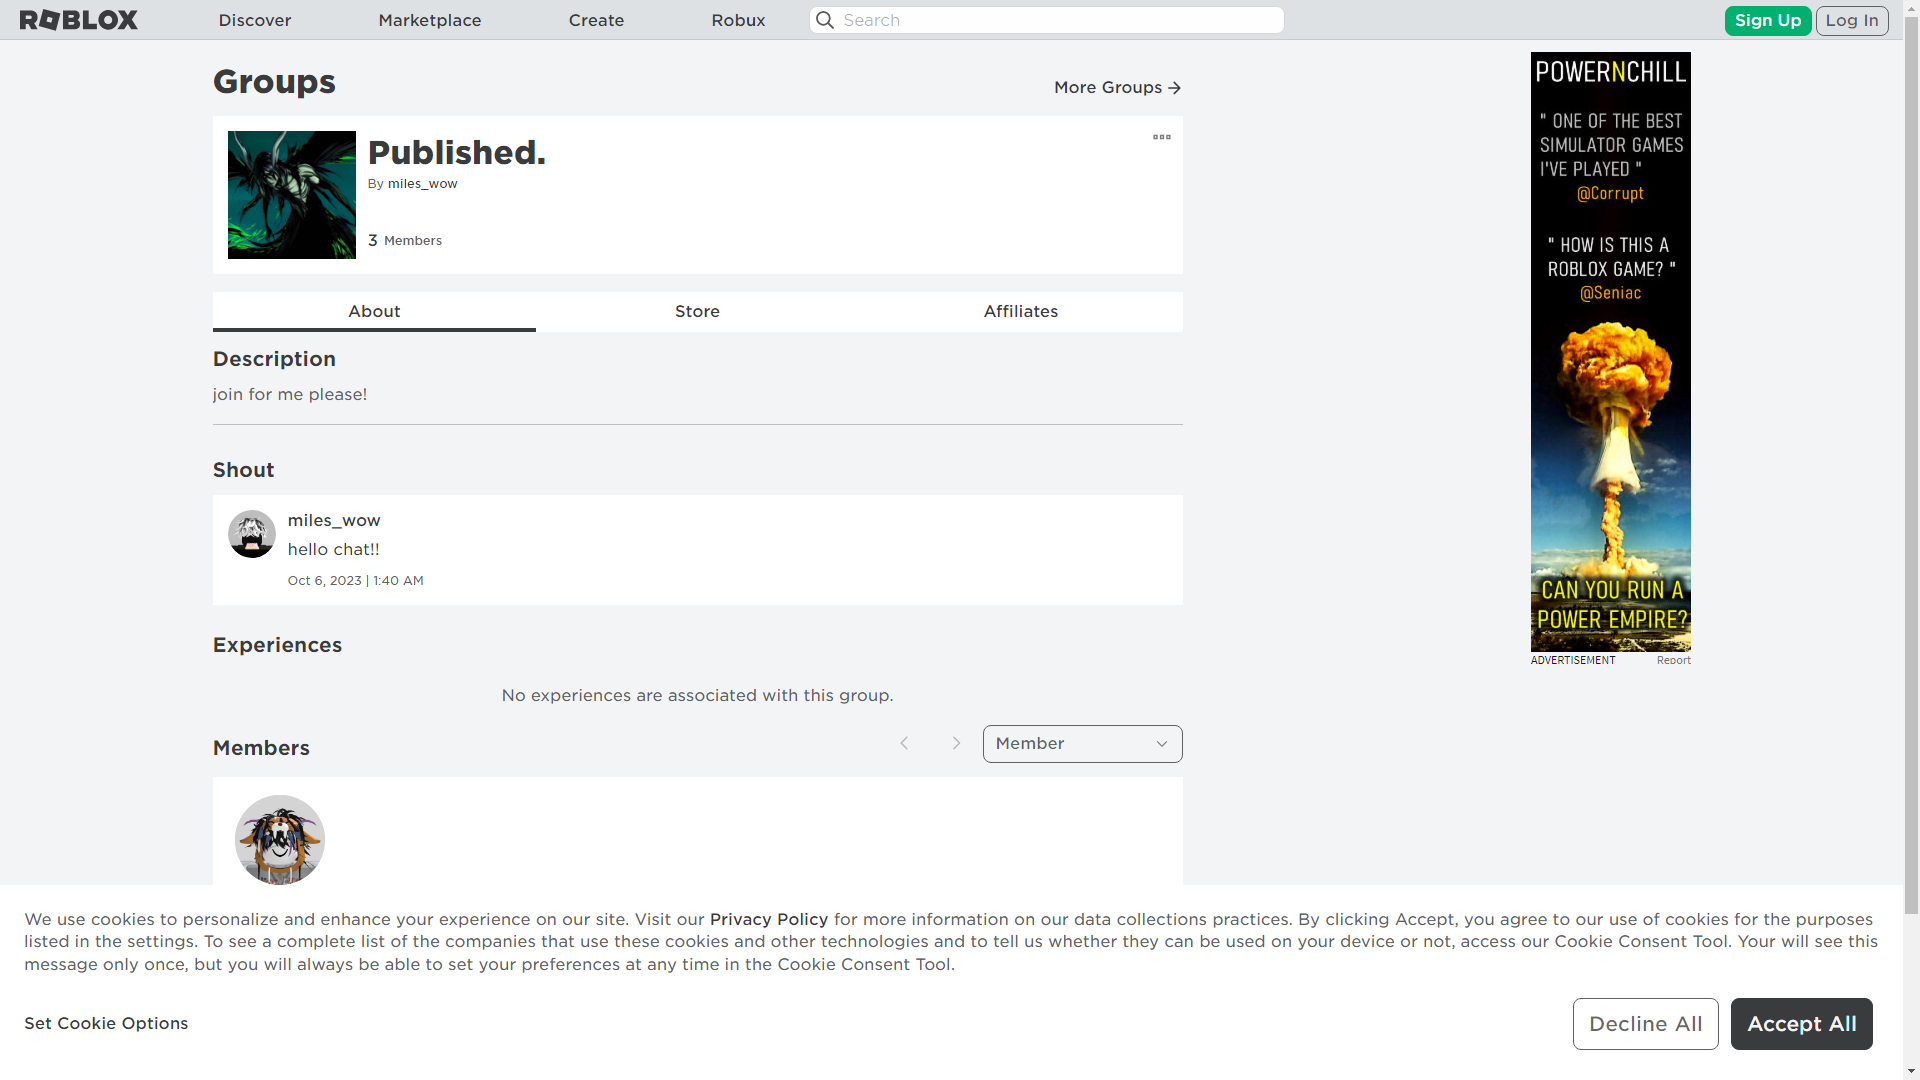 ROBLOX
Discover
Marketplace
Create
Robux
Search
Sign Up
Log In
Groups
More Groups
Published.
By miles_wow
3 Members
About
Store
Affiliates
Description
join for me please!
Shout
miles_wow
hello chat!!
Oct 6, 2023 | 1:40 AM
Experiences
No experiences are associated with this group.
Members
Member
POWERNCHILL
" ONE OF THE BEST
SIMULATOR GAMES
I'VE PLAYED "
@Corrupt
" HOW IS THIS A
ROBLOX GAME? "
@Seniac
CAN YOU RUN A
POWER EMPIRE?
ADVERTISEMENT
Report
We use cookies to personalize and enhance your experience on our site. Visit our Privacy Policy for more information on our data collections practices. By clicking Accept, you agree to our use of cookies for the purposes
listed in the settings. To see a complete list of the companies that use these cookies and other technologies and to tell us whether they can be used on your device or not, access our Cookie Consent Tool. Your will see this
message only once, but you will always be able to set your preferences at any time in the Cookie Consent Tool.
Set Cookie Options
Decline All
Accept All